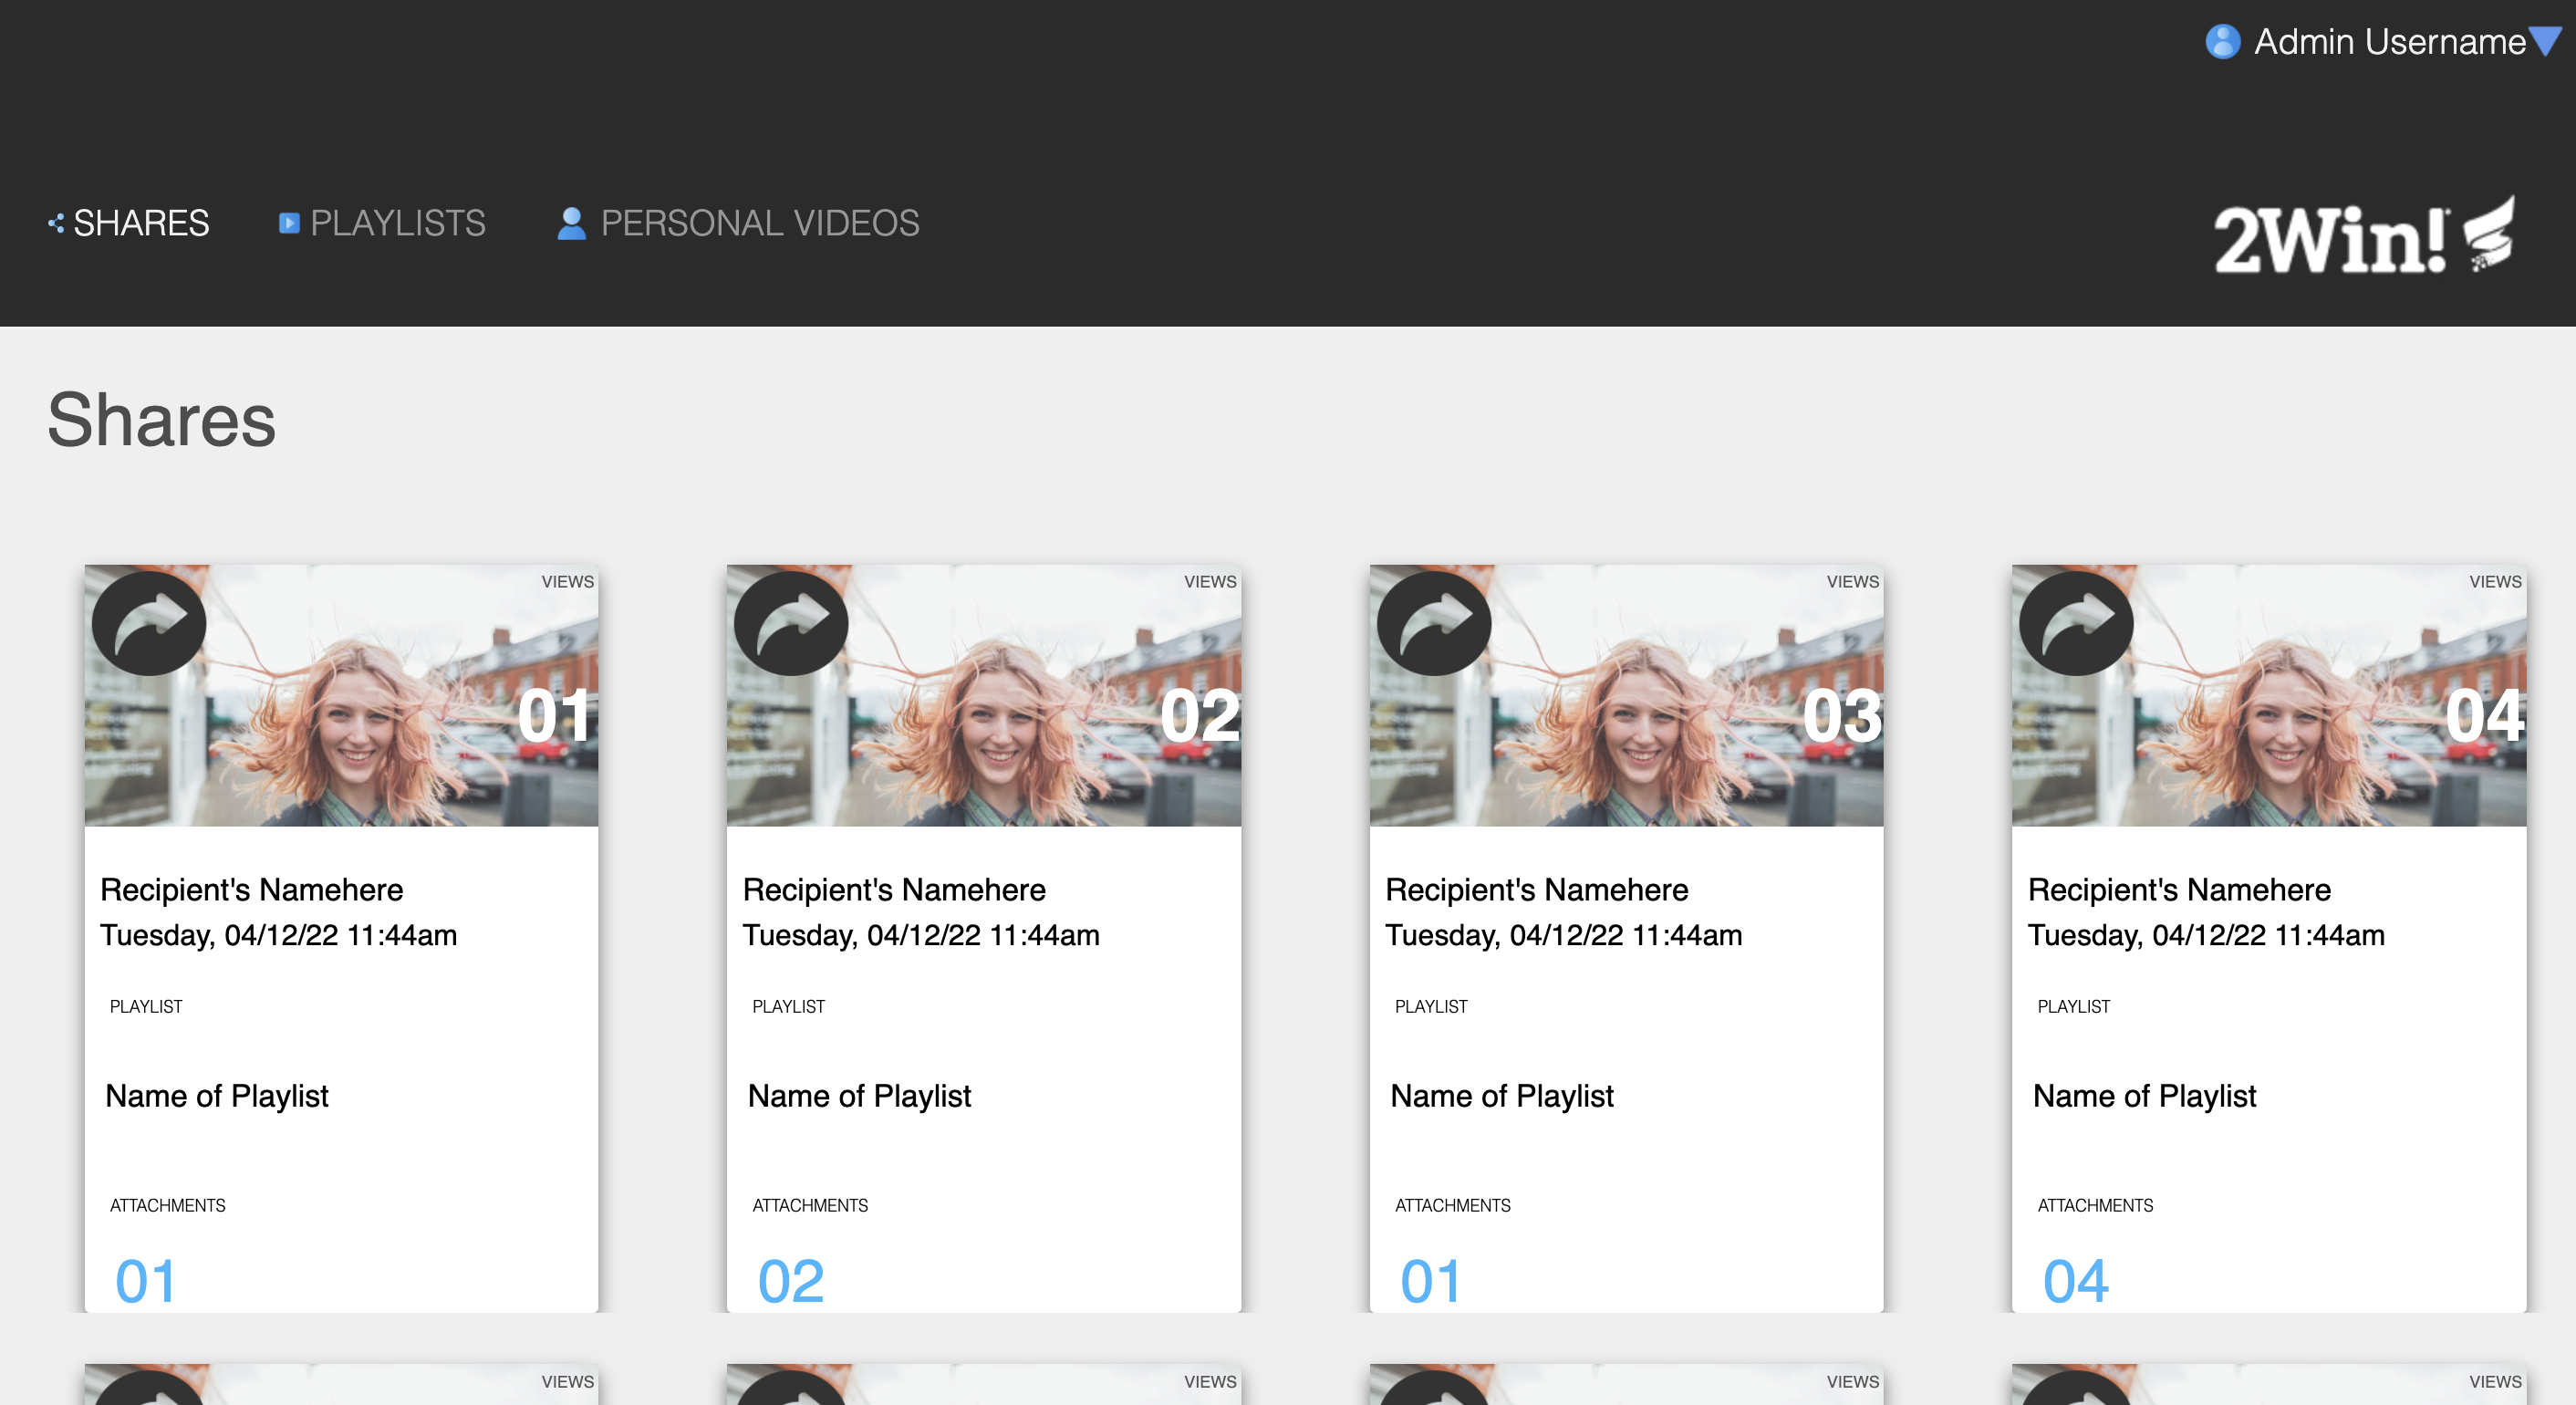 Admin Username
SHARES PLAYLISTS PERSONAL VIDEOS
2Win!
Shares
VIEWS VIEWS VIEWS VIEWS
01 02 03 04
Recipient's Namehere Recipient's Namehere Recipient's Namehere Recipient's Namehere
Tuesday, 04/12/22 11:44am Tuesday, 04/12/22 11:44am Tuesday, 04/12/22 11:44am Tuesday, 04/12/22 11:44am
PLAYLIST PLAYLIST PLAYLIST PLAYLIST
Name of Playlist Name of Playlist Name of Playlist Name of Playlist
ATTACHMENTS ATTACHMENTS ATTACHMENTS ATTACHMENTS
01 02 01 04
VIEWS VIEWS VIEWS VIEWS